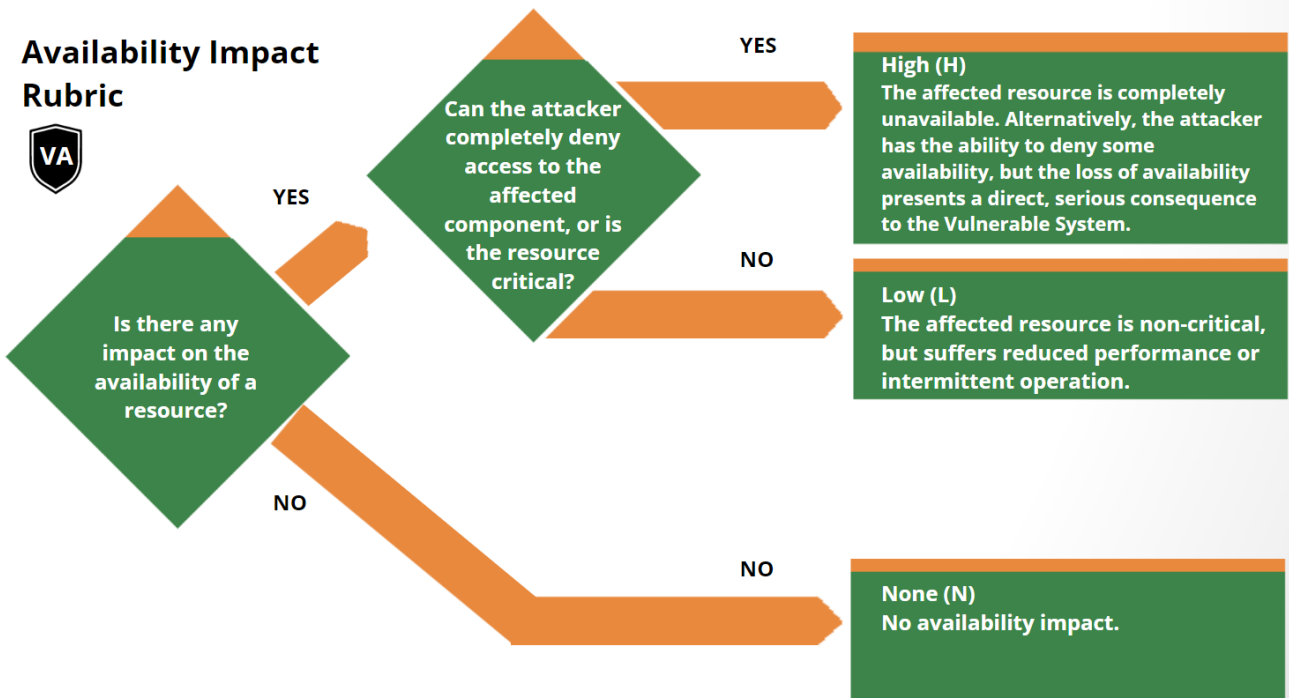 Availability Impact
Rubric
VA
YES
Is there any
impact on the
availability of a
resource?
NO
Can the attacker
completely deny
access to the
affected
component, or is
the resource
critical?
YES
High (H)
The affected resource is completely
unavailable. Alternatively, the attacker
has the ability to deny some
availability, but the loss of availability
presents a direct, serious consequence
to the Vulnerable System.
NO
Low (L)
The affected resource is non-critical,
but suffers reduced performance or
intermittent operation.
NO
None (N)
No availability impact.